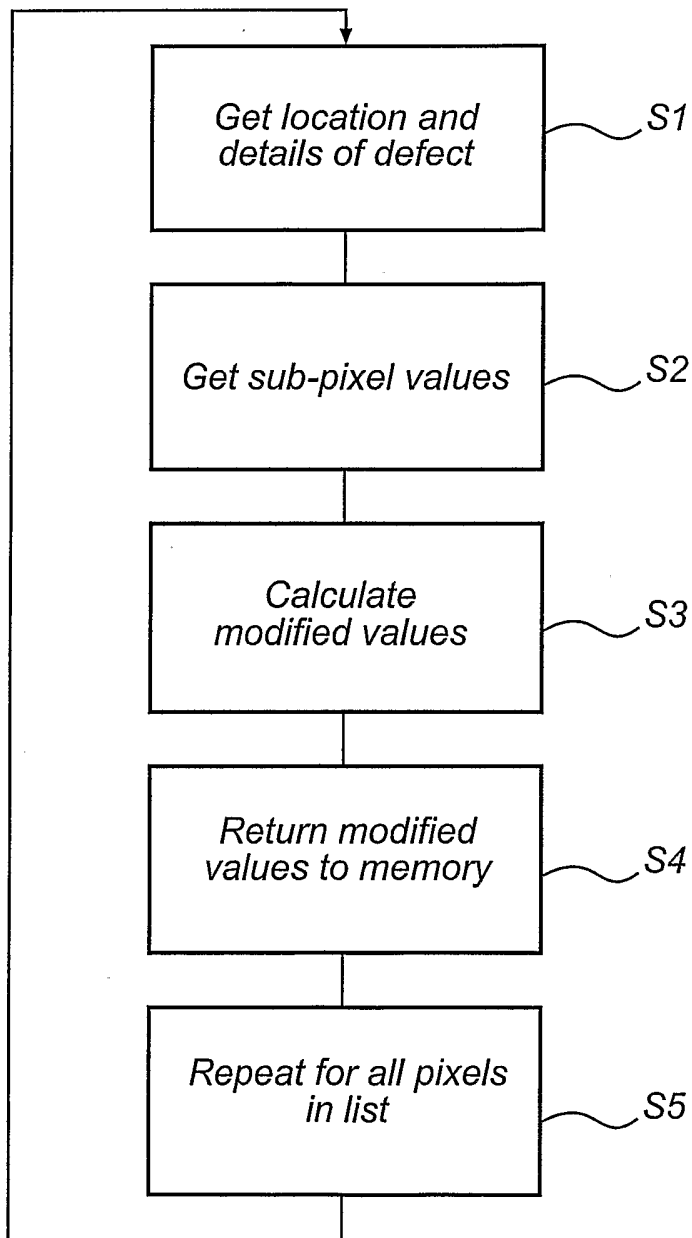 Get location and
details of defect
S1
Get sub-pixel values
S2
Calculate
modified values
S3
Return modified
values to memory
S4
Repeat for all pixels
in list
S5